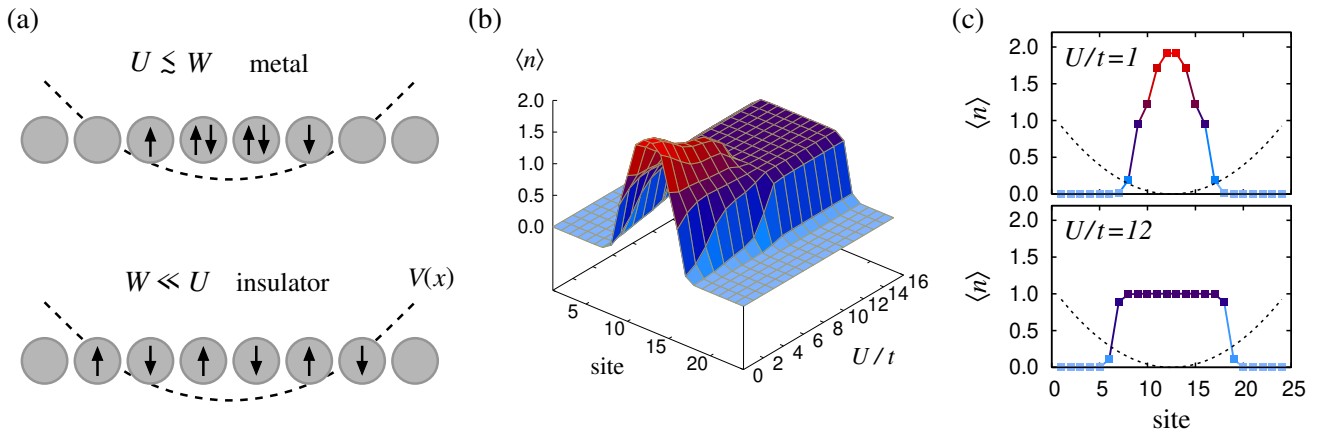 (a)
U ≲ W metal
W ≪ U insulator
V(x)
(b)
⟨n⟩
2.0
1.5
1.0
0.5
0.0
5
10
15
20
site
0
2
4
6
8
10
12
14
16
U / t
(c)
2.0
1.5
1.0
0.5
0.0
⟨n⟩
U/t=1
2.0
1.5
1.0
0.5
0.0
⟨n⟩
U/t=12
0 5 10 15 20 25
site